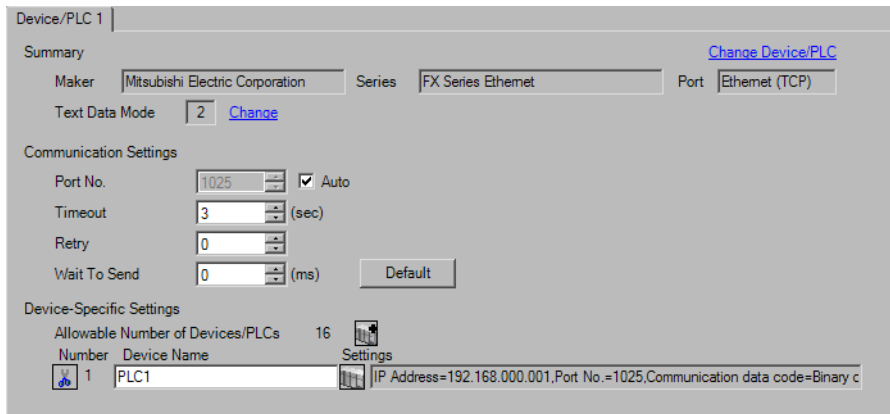 Device/PLC 1
Summary Change Device/PLC
Maker Mitsubishi Electric Corporation Series FX Series Ethernet Port Ethernet (TCP)
Text Data Mode 2 Change
Communication Settings
Port No. 1025 Auto
Timeout 3 (sec)
Retry 0
Wait To Send 0 (ms) Default
Device-Specific Settings
Allowable Number of Devices/PLCs 16
Number Device Name Settings
1 PLC1 IP Address=192.168.000.001,Port No.=1025,Communication data code=Binary c